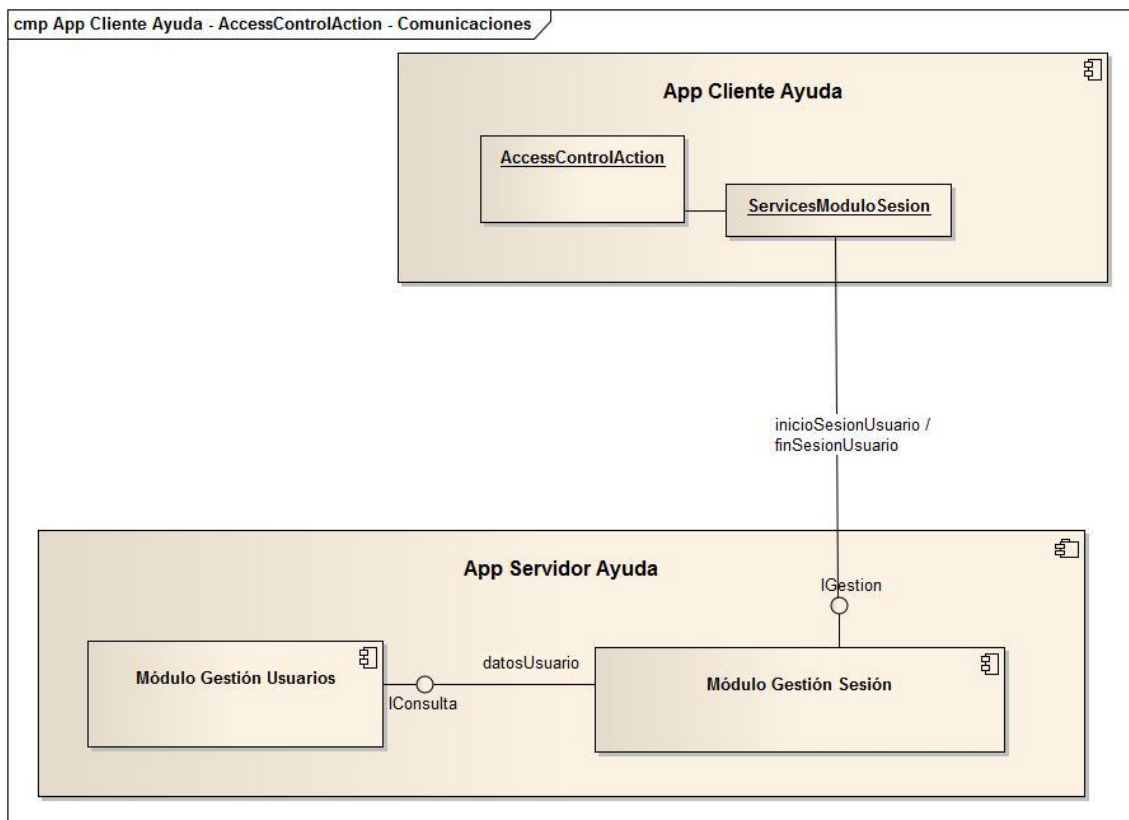 cmp App Cliente Ayuda - AccessControlAction - Comunicaciones
App Cliente Ayuda
AccessControlAction
ServicesModuloSesion
inicioSesionUsuario /
finSesionUsuario
App Servidor Ayuda
IGestion
Módulo Gestión Usuarios
IConsulta
datosUsuario
Módulo Gestión Sesión